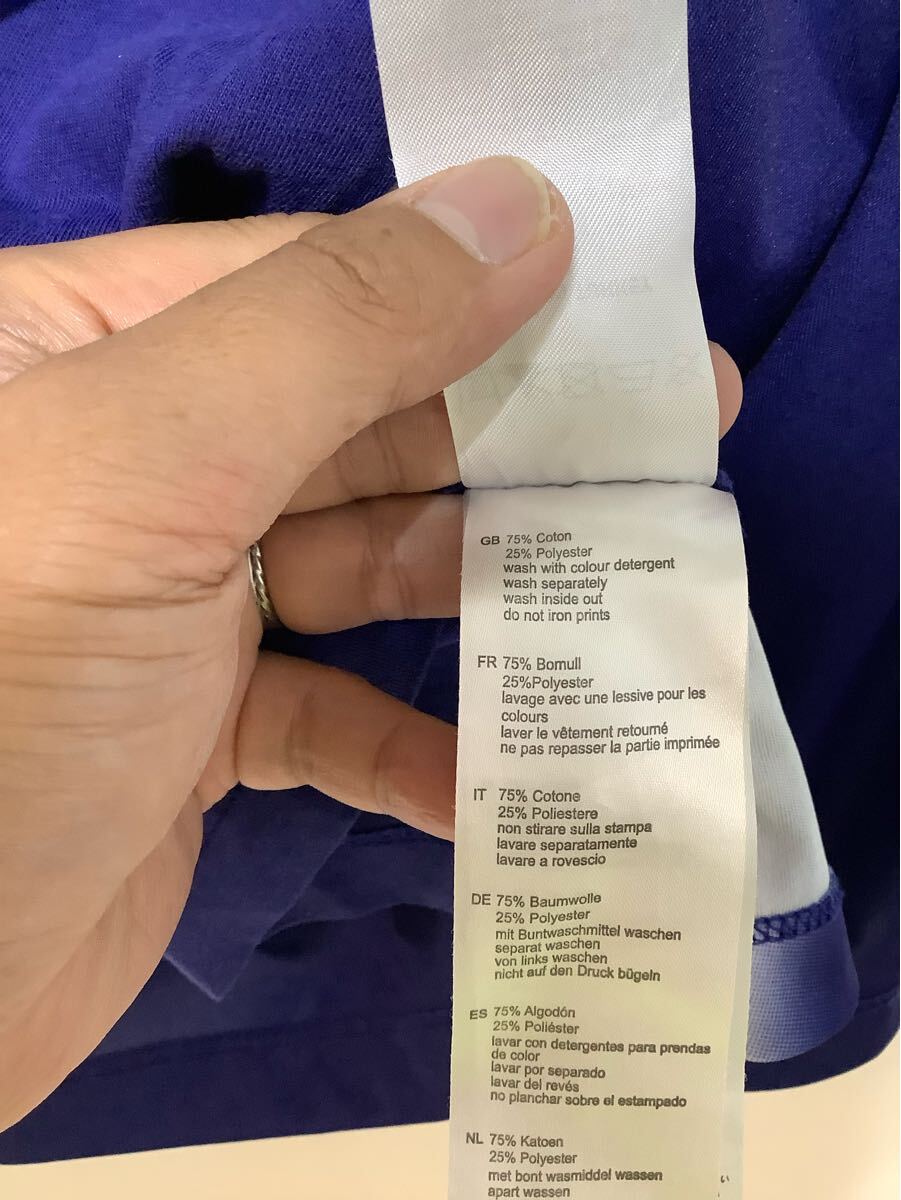 GB 75% Coton
25% Polyester
wash with colour detergent
wash separately
wash inside out
do not iron prints
FR 75% Bomull
25%Polyester
lavage avec une lessive pour les
colours
laver le vêtement retourné
ne pas repasser la partie imprimée
IT 75% Cotone
25% Poliestere
non stirare sulla stampa
lavare separatamente
lavare a rovescio
DE 75% Baumwolle
25% Polyester
mit Buntwaschmittel waschen
separat waschen
von links waschen
nicht auf den Druck bügeln
ES 75% Algodón
25% Poliéster
lavar con detergentes para prendas
de color
lavar por separado
lavar del revés
no planchar sobre el estampado
NL 75% Katoen
25% Polyester
met bont wasmiddel wassen
apart wassen